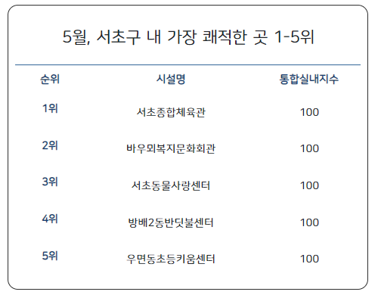 5월, 서초구 내 가장 쾌적한 곳 1-5위
순위 시설명 통합실내지수
1위 서초종합체육관 100
2위 바우뫼복지문화회관 100
3위 서초동물사랑센터 100
4위 방배2동반딧불센터 100
5위 우면동초등키움센터 100